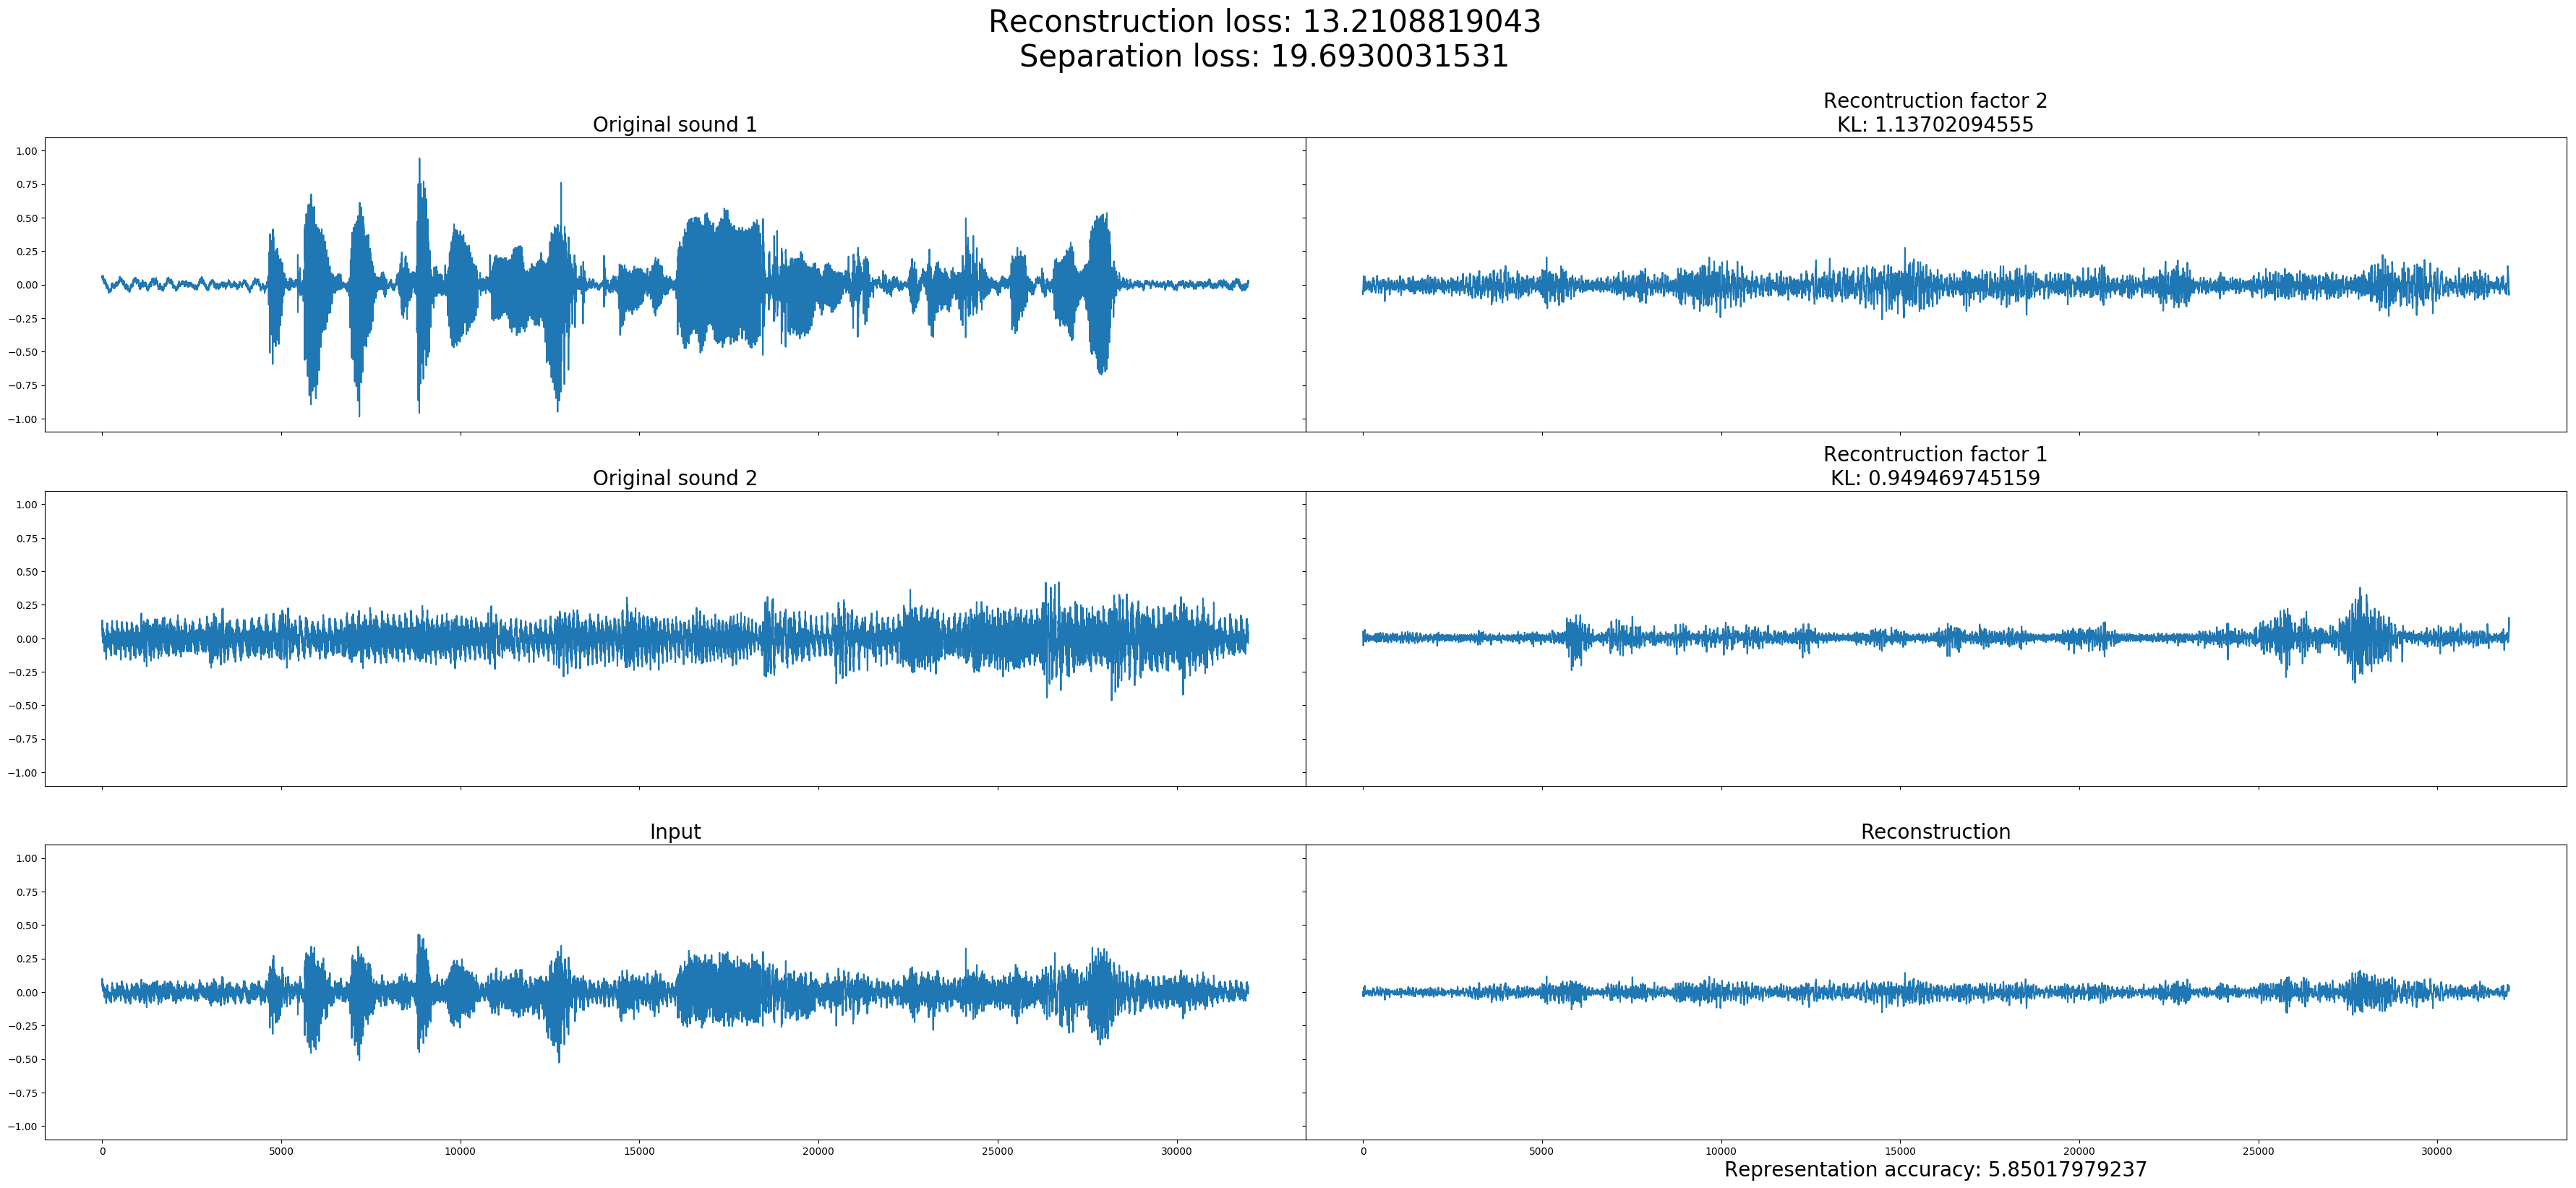 Reconstruction loss: 13.2108819043
Separation loss: 19.6930031531
Original sound 1
1.00
0.75
0.50
0.25
0.00
−0.25
−0.50
−0.75
−1.00
Recontruction factor 2
KL: 1.13702094555
Original sound 2
1.00
0.75
0.50
0.25
0.00
−0.25
−0.50
−0.75
−1.00
Recontruction factor 1
KL: 0.949469745159
Input
1.00
0.75
0.50
0.25
0.00
−0.25
−0.50
−0.75
−1.00
0 5000 10000 15000 20000 25000 30000
Reconstruction
0 5000 10000 15000 20000 25000 30000
Representation accuracy: 5.85017979237